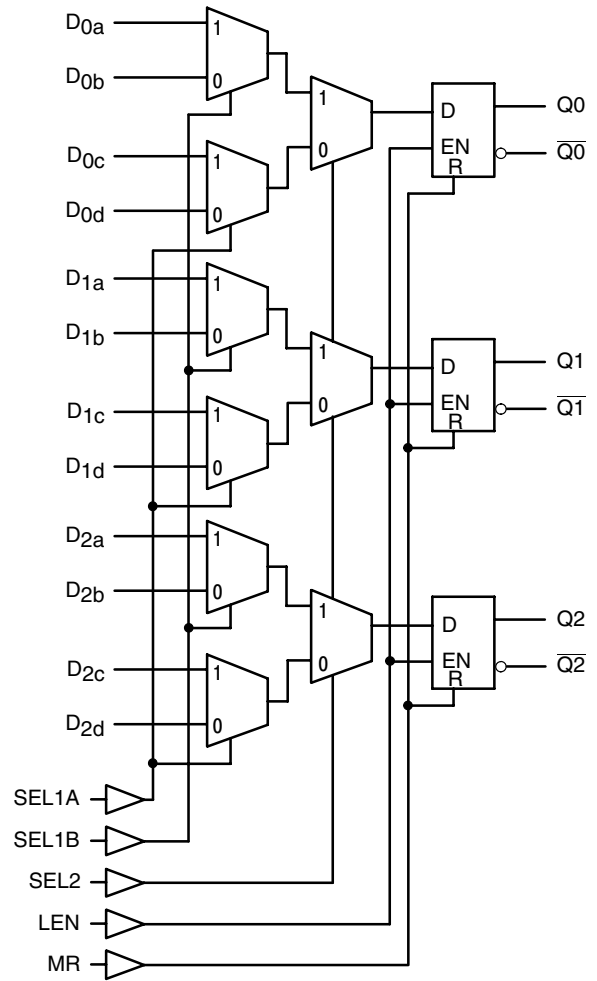 D0a
1
D0b
0
1
D
Q0
0
EN
Q0
R
D0c
1
D0d
0
D1a
1
D1b
0
1
D
Q1
0
EN
Q1
R
D1c
1
D1d
0
D2a
1
D2b
0
1
D
Q2
0
EN
Q2
R
D2c
1
D2d
0
SEL1A
SEL1B
SEL2
LEN
MR